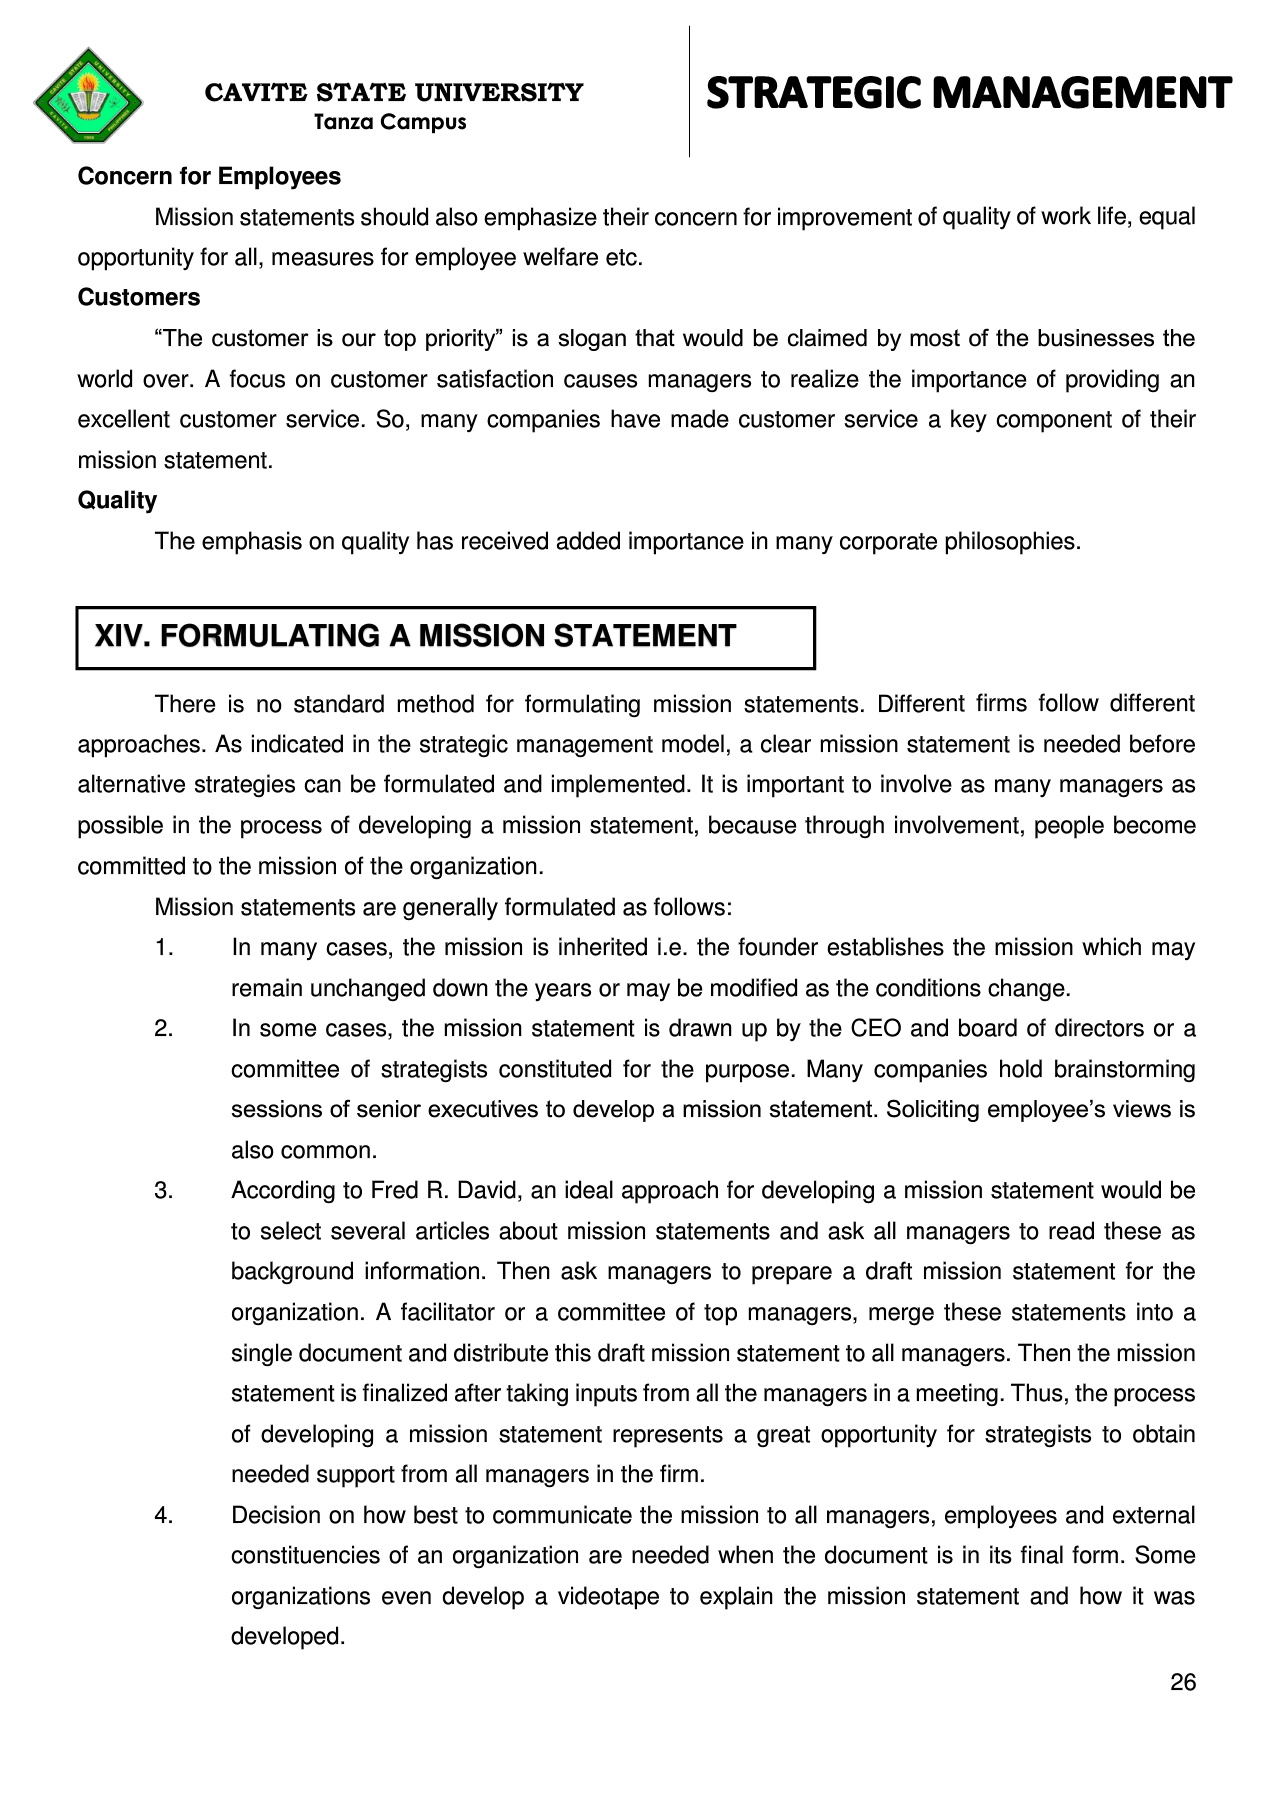 CAVITE STATE UNIVERSITY
Tanza Campus
STRATEGIC MANAGEMENT
Concern for Employees
Mission statements should also emphasize their concern for improvement of quality of work life, equal
opportunity for all, measures for employee welfare etc.
Customers
“The customer is our top priority” is a slogan that would be claimed by most of the businesses the
world over. A focus on customer satisfaction causes managers to realize the importance of providing an
excellent customer service. So, many companies have made customer service a key component of their
mission statement.
Quality
The emphasis on quality has received added importance in many corporate philosophies.
XIV. FORMULATING A MISSION STATEMENT
There is no standard method for formulating mission statements. Different firms follow different
approaches. As indicated in the strategic management model, a clear mission statement is needed before
alternative strategies can be formulated and implemented. It is important to involve as many managers as
possible in the process of developing a mission statement, because through involvement, people become
committed to the mission of the organization.
Mission statements are generally formulated as follows:
1. In many cases, the mission is inherited i.e. the founder establishes the mission which may
remain unchanged down the years or may be modified as the conditions change.
2. In some cases, the mission statement is drawn up by the CEO and board of directors or a
committee of strategists constituted for the purpose. Many companies hold brainstorming
sessions of senior executives to develop a mission statement. Soliciting employee’s views is
also common.
3. According to Fred R. David, an ideal approach for developing a mission statement would be
to select several articles about mission statements and ask all managers to read these as
background information. Then ask managers to prepare a draft mission statement for the
organization. A facilitator or a committee of top managers, merge these statements into a
single document and distribute this draft mission statement to all managers. Then the mission
statement is finalized after taking inputs from all the managers in a meeting. Thus, the process
of developing a mission statement represents a great opportunity for strategists to obtain
needed support from all managers in the firm.
4. Decision on how best to communicate the mission to all managers, employees and external
constituencies of an organization are needed when the document is in its final form. Some
organizations even develop a videotape to explain the mission statement and how it was
developed.
26